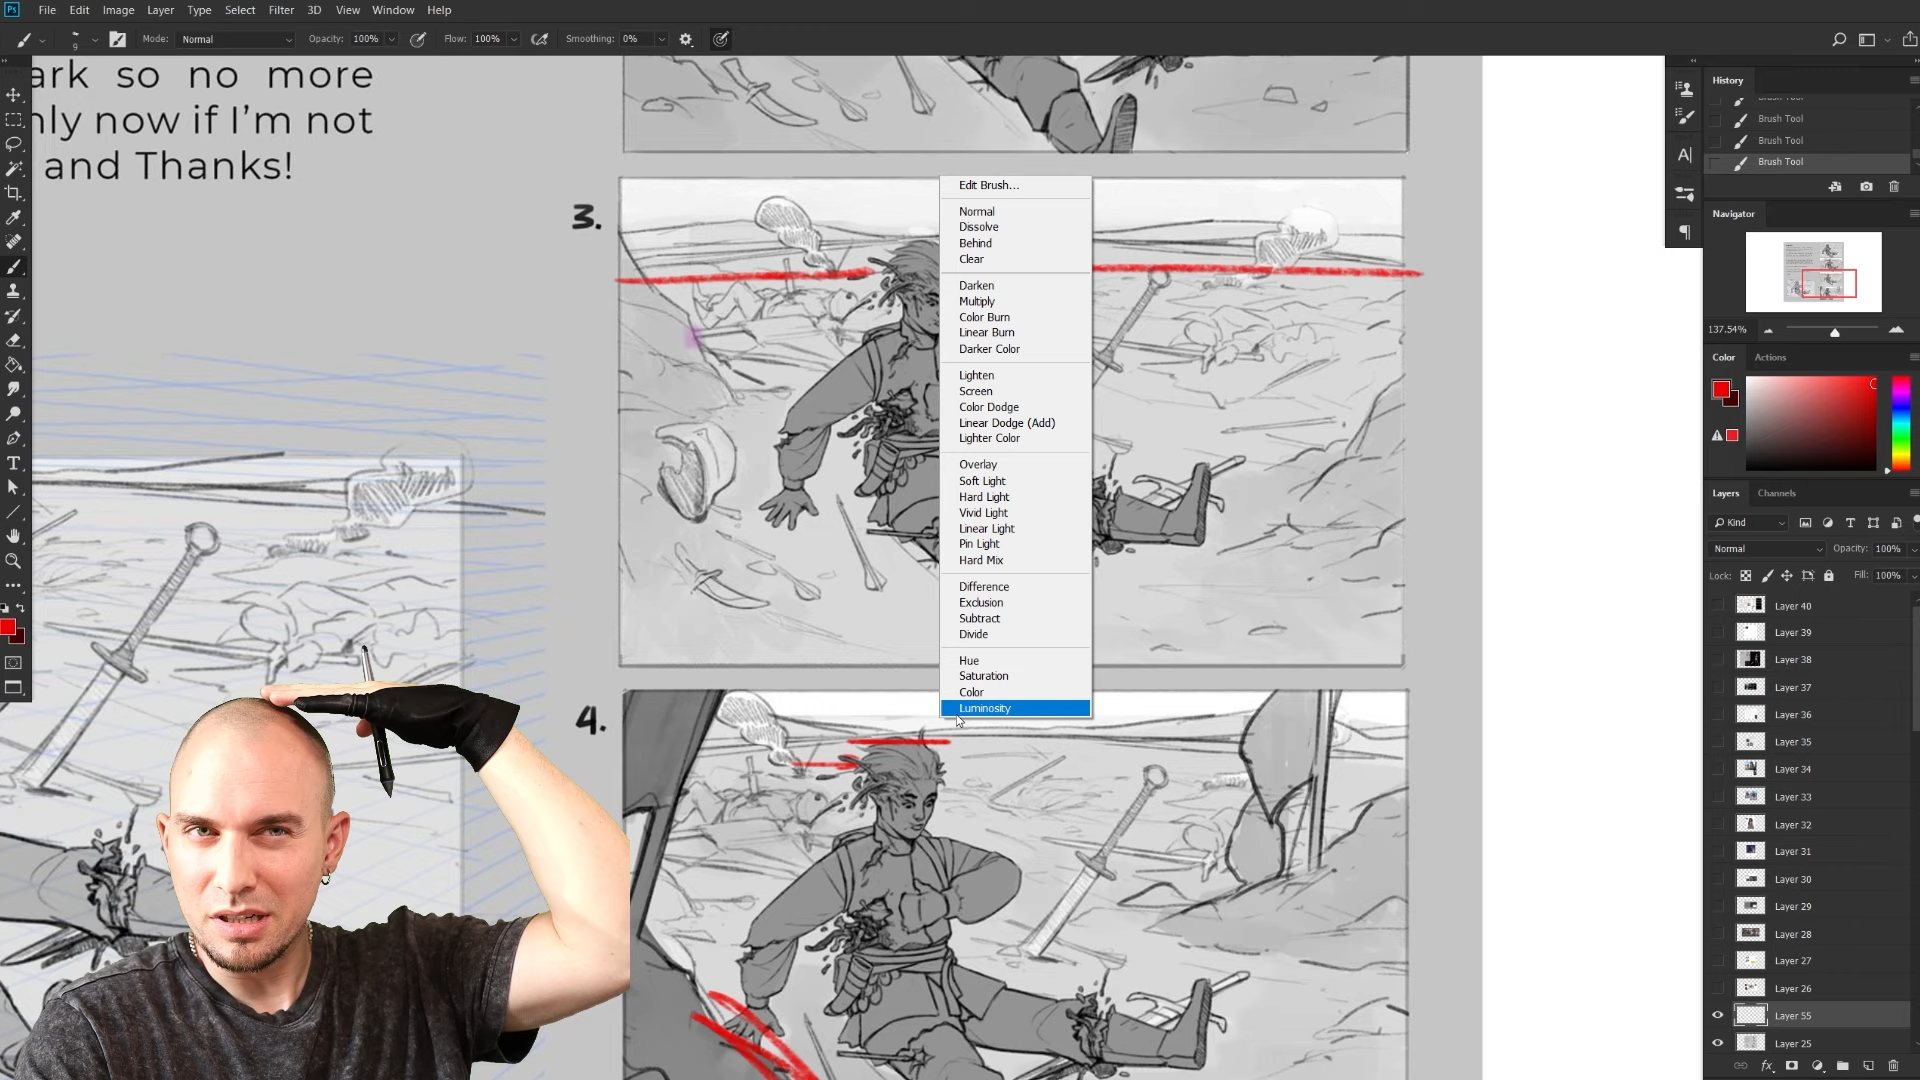 Ps File Edit Image Layer Type Select Filter 3D View Window Help
9 Mode: Normal Opacity: 100% Flow: 100% Smoothing: 0%
ark so no more
nly now if I'm not
and Thanks!
3.
4.
Edit Brush...
Normal
Dissolve
Behind
Clear
Darken
Multiply
Color Burn
Linear Burn
Darker Color
Lighten
Screen
Color Dodge
Linear Dodge (Add)
Lighter Color
Overlay
Soft Light
Hard Light
Vivid Light
Linear Light
Pin Light
Hard Mix
Difference
Exclusion
Subtract
Divide
Hue
Saturation
Color
Luminosity
History
Brush Tool
Brush Tool
Brush Tool
Brush Tool
Navigator
137.54%
Color Actions
Layers Channels
Kind
Normal Opacity: 100%
Lock: Fill: 100%
Layer 40
Layer 39
Layer 38
Layer 37
Layer 36
Layer 35
Layer 34
Layer 33
Layer 32
Layer 31
Layer 30
Layer 29
Layer 28
Layer 27
Layer 26
Layer 55
Layer 25
fx